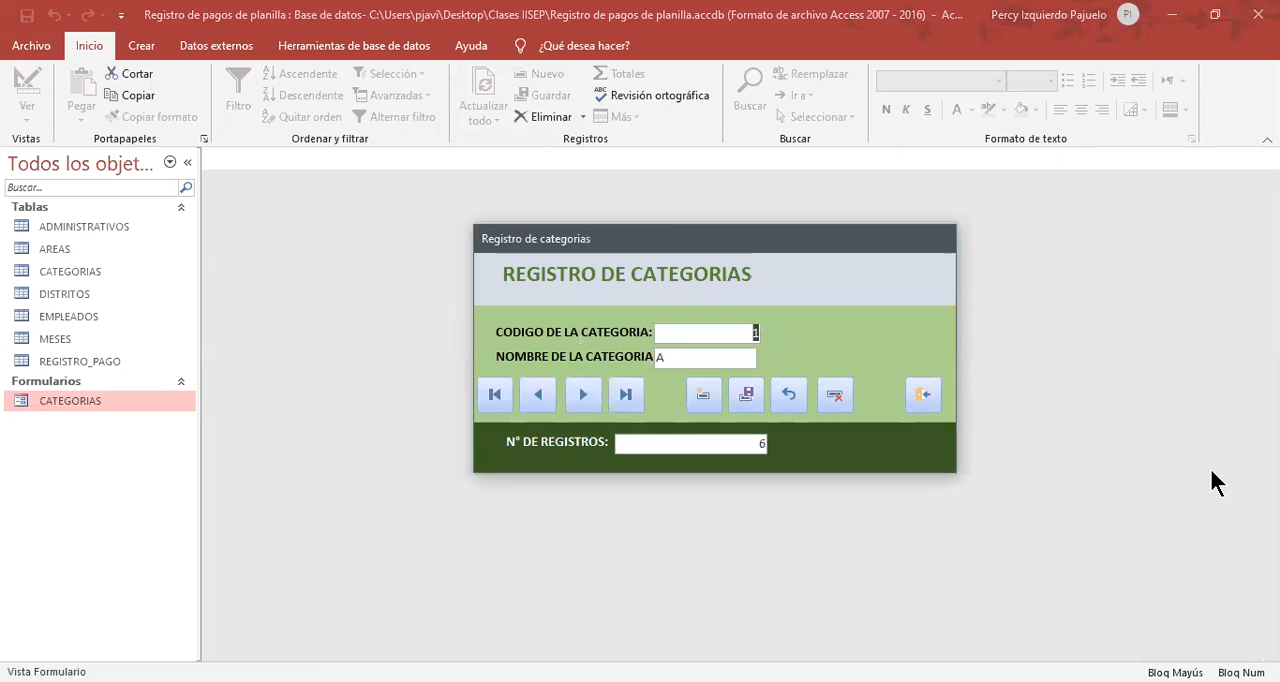 Registro de pagos de planilla : Base de datos- C:\Users\pjavi\Desktop\Clases IISEP\Registro de pagos de planilla.accdb (Formato de archivo Access 2007 - 2016) - Ac... Percy Izquierdo Pajuelo PI
Archivo Inicio Crear Datos externos Herramientas de base de datos Ayuda ¿Qué desea hacer?
Ver
Vistas
Pegar
Cortar
Copiar
Copiar formato
Portapapeles
Filtro
Ascendente
Descendente
Quitar orden
Selección
Avanzadas
Alternar filtro
Ordenar y filtrar
Actualizar
todo
Nuevo
Guardar
Eliminar
Totales
Revisión ortográfica
Más
Registros
Buscar
Reemplazar
Ir a
Seleccionar
Buscar
N K S A
Formato de texto
Todos los objet...
Buscar...
Tablas
ADMINISTRATIVOS
AREAS
CATEGORIAS
DISTRITOS
EMPLEADOS
MESES
REGISTRO_PAGO
Formularios
CATEGORIAS
Registro de categorias
REGISTRO DE CATEGORIAS
CODIGO DE LA CATEGORIA: 1
NOMBRE DE LA CATEGORIA A
N° DE REGISTROS: 6
Vista Formulario
Bloq Mayús Bloq Num